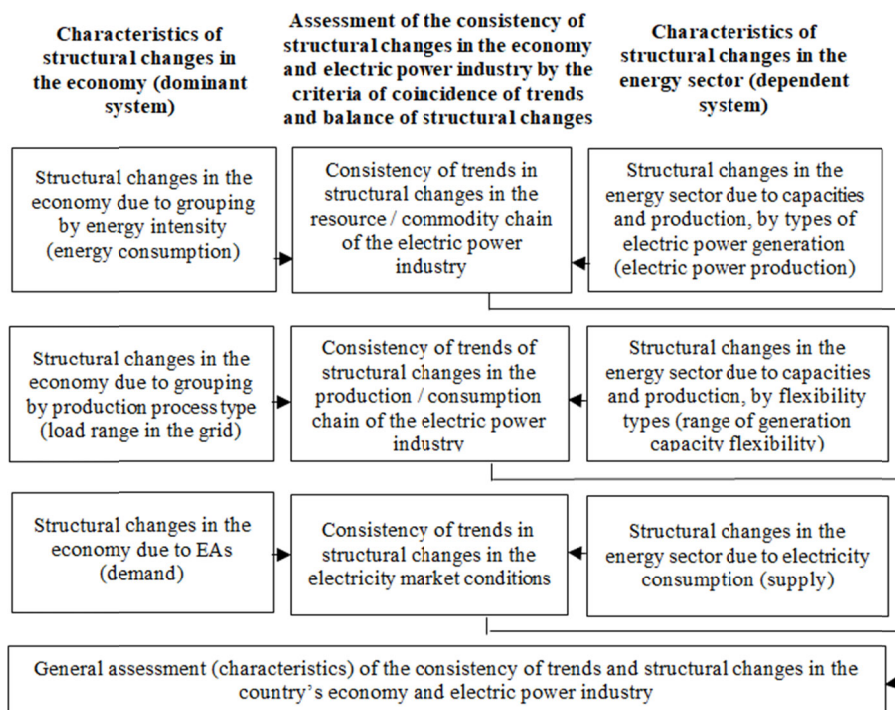 Characteristics of
structural changes in
the economy (dominant
system)
Assessment of the consistency of
structural changes in the economy
and electric power industry by the
criteria of coincidence of trends
and balance of structural changes
Characteristics of
structural changes in the
energy sector (dependent
system)
Structural changes in the
economy due to grouping
by energy intensity
(energy consumption)
Consistency of trends in
structural changes in the
resource / commodity chain
of the electric power
industry
Structural changes in the
energy sector due to capacities
and production, by types of
electric power generation
(electric power production)
Structural changes in the
economy due to grouping
by production process type
(load range in the grid)
Consistency of trends of
structural changes in the
production / consumption
chain of the electric power
industry
Structural changes in the
energy sector due to capacities
and production, by flexibility
types (range of generation
capacity flexibility)
Structural changes in the
economy due to EAs
(demand)
Consistency of trends in
structural changes in the
electricity market conditions
Structural changes in the
energy sector due to electricity
consumption (supply)
General assessment (characteristics) of the consistency of trends and structural changes in the
country's economy and electric power industry